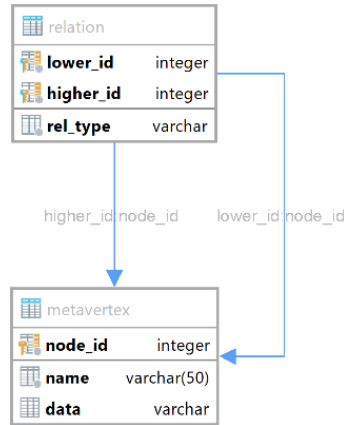 relation
lower_id integer
higher_id integer
rel_type varchar
higher_id:node_id lower_id:node_id
metavertex
node_id integer
name varchar(50)
data varchar